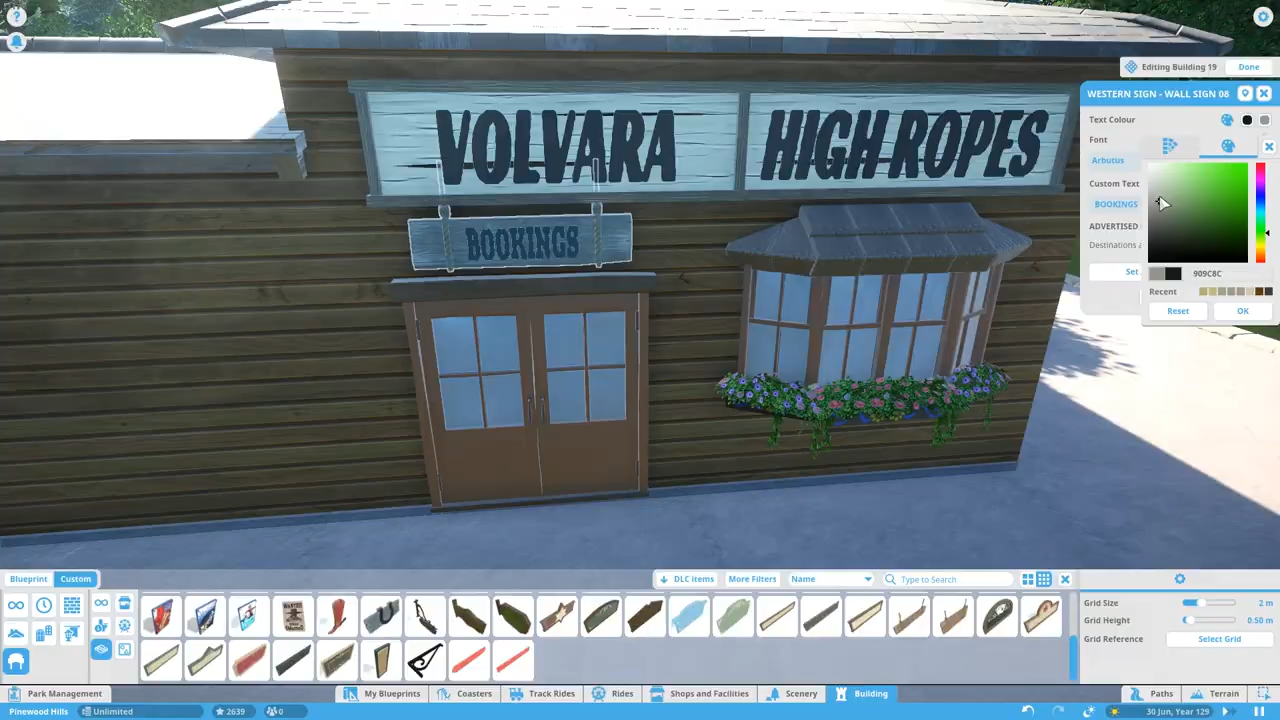 Editing Building 19 Done
WESTERN SIGN - WALL SIGN 08
Text Colour
Font
Arbutus
Custom Text
BOOKINGS
ADVERTISED
Destinations a
Set
909C8C
Recent
Reset OK
VOLVARA HIGH ROPES
BOOKINGS
Blueprint Custom DLC items More Filters Name Type to Search
Grid Size 2 m
Grid Height 0.50 m
Grid Reference Select Grid
Park Management My Blueprints Coasters Track Rides Rides Shops and Facilities Scenery Building Paths Terrain
Pinewood Hills Unlimited 2639 0 30 Jun, Year 129